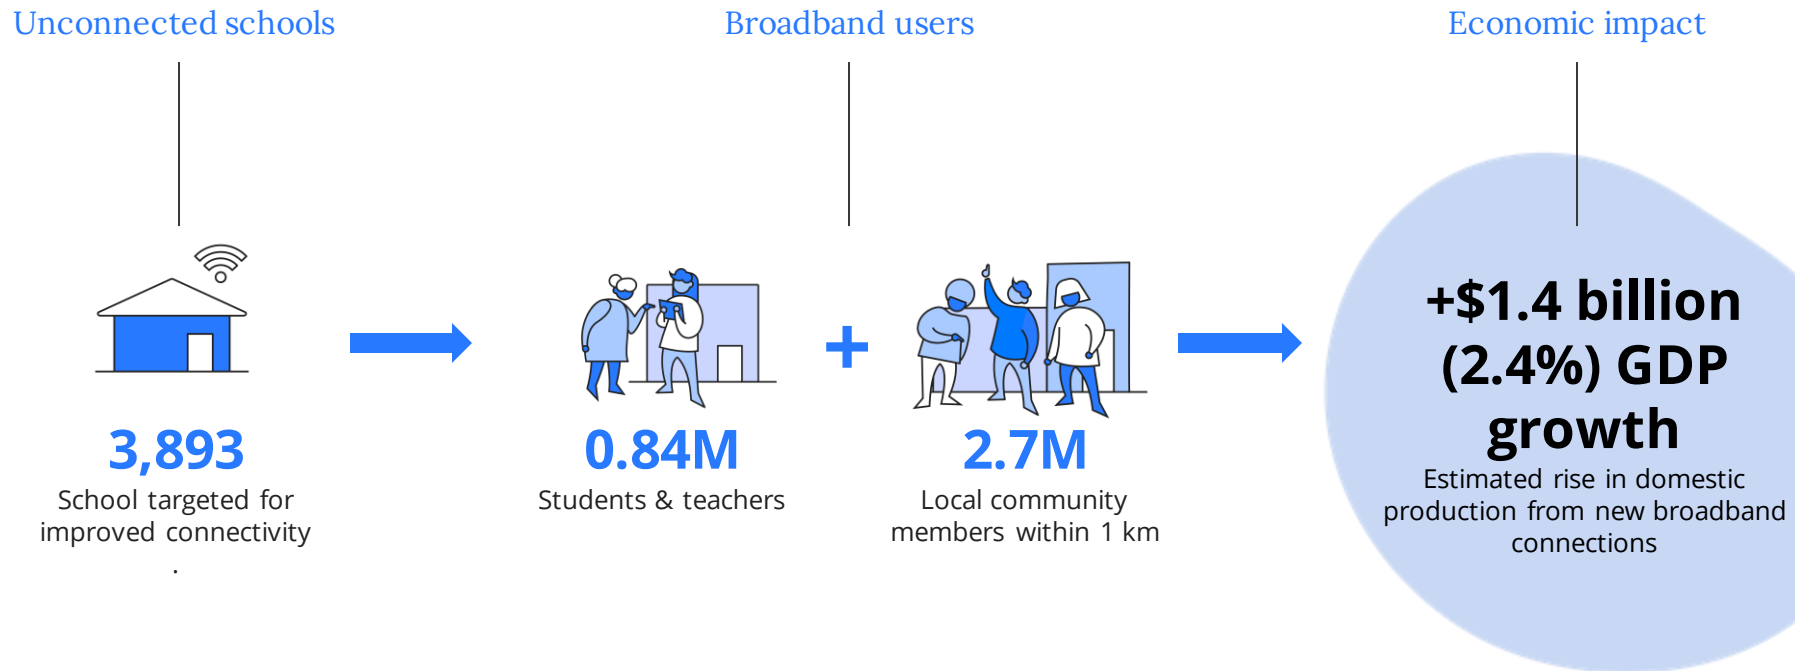 Unconnected schools
Broadband users
Economic impact
3,893
School targeted for
improved connectivity
.
0.84M
Students & teachers
+
2.7M
Local community
members within 1 km
+$1.4 billion
(2.4%) GDP
growth
Estimated rise in domestic
production from new broadband
connections